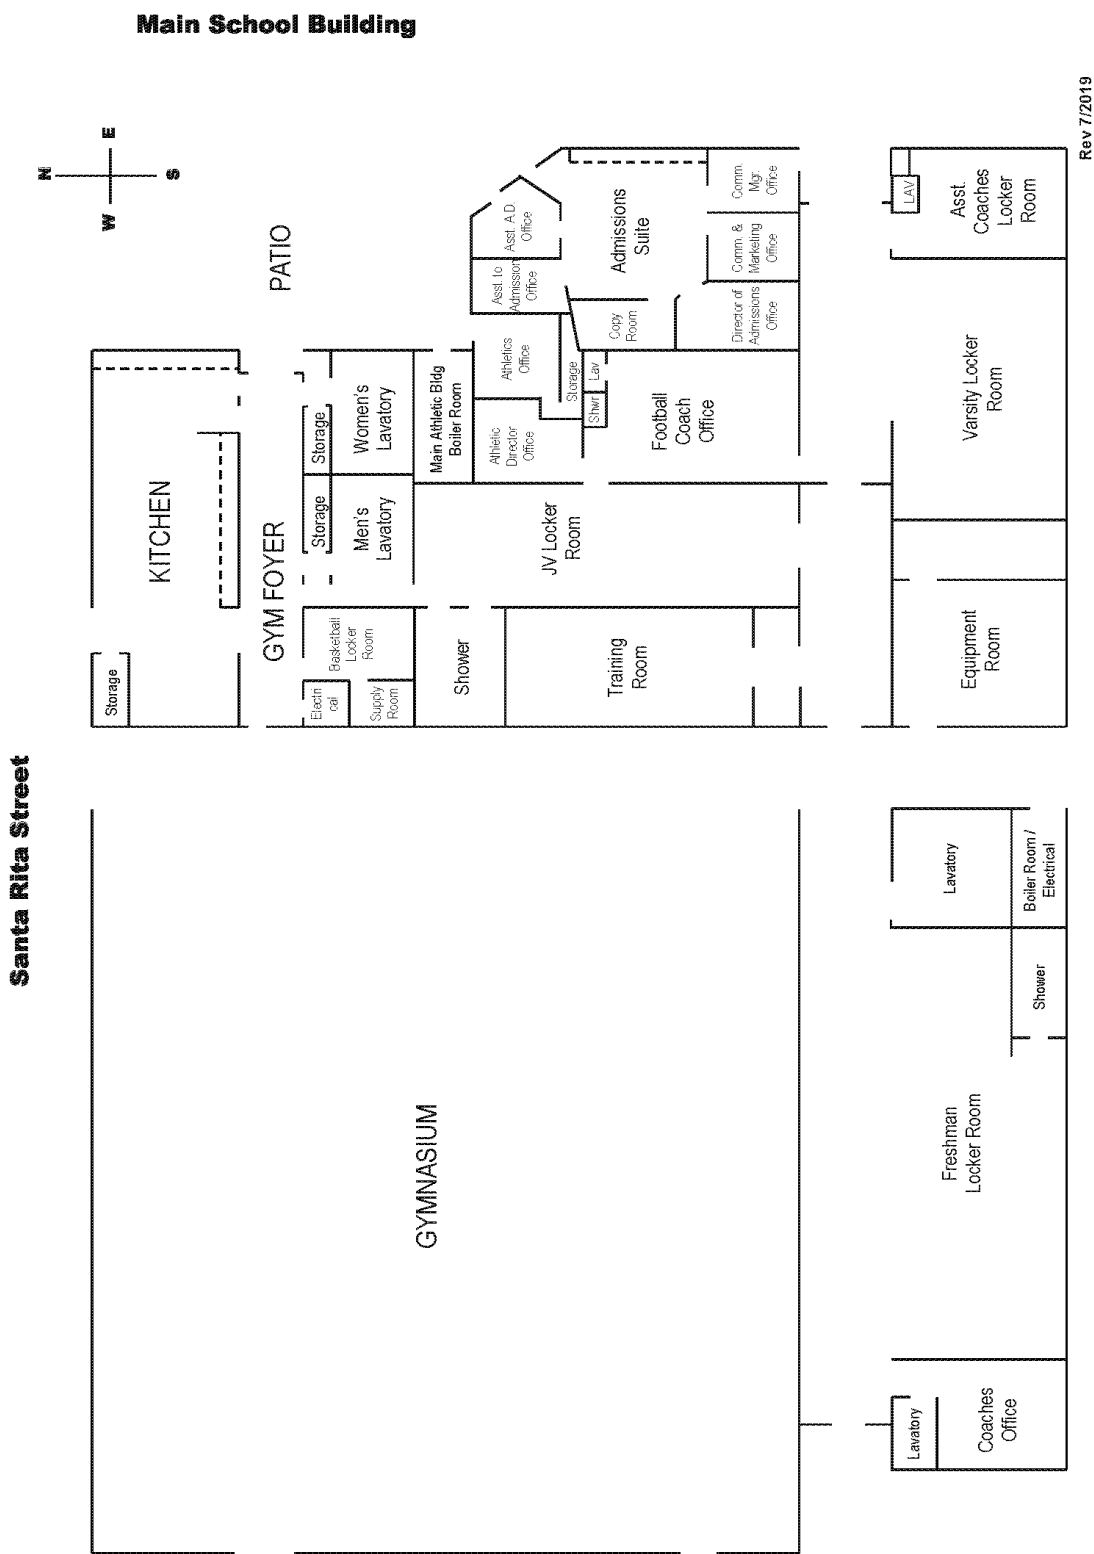 Main School Building
Rev 7/2019
N
E
S
W
Santa Rita Street
PATIO
Asst. A.D.
Office
Asst. to
Admission
Office
Admissions
Suite
Comm.
Mgr.
Office
Comm. &
Marketing
Office
Director of
Admissions
Office
Copy
Room
LAV
Asst.
Coaches
Locker
Room
KITCHEN
Storage
GYM FOYER
Storage
Storage
Women's
Lavatory
Men's
Lavatory
Main Athletic Bldg
Boiler Room
Athletics
Office
Athletic
Director
Office
Storage
Lav
Shwr
Football
Coach
Office
Varsity Locker
Room
JV Locker
Room
Basketball
Locker
Room
Electri
cal
Supply
Room
Shower
Training
Room
Equipment
Room
GYMNASIUM
Lavatory
Boiler Room /
Electrical
Shower
Freshman
Locker Room
Lavatory
Coaches
Office